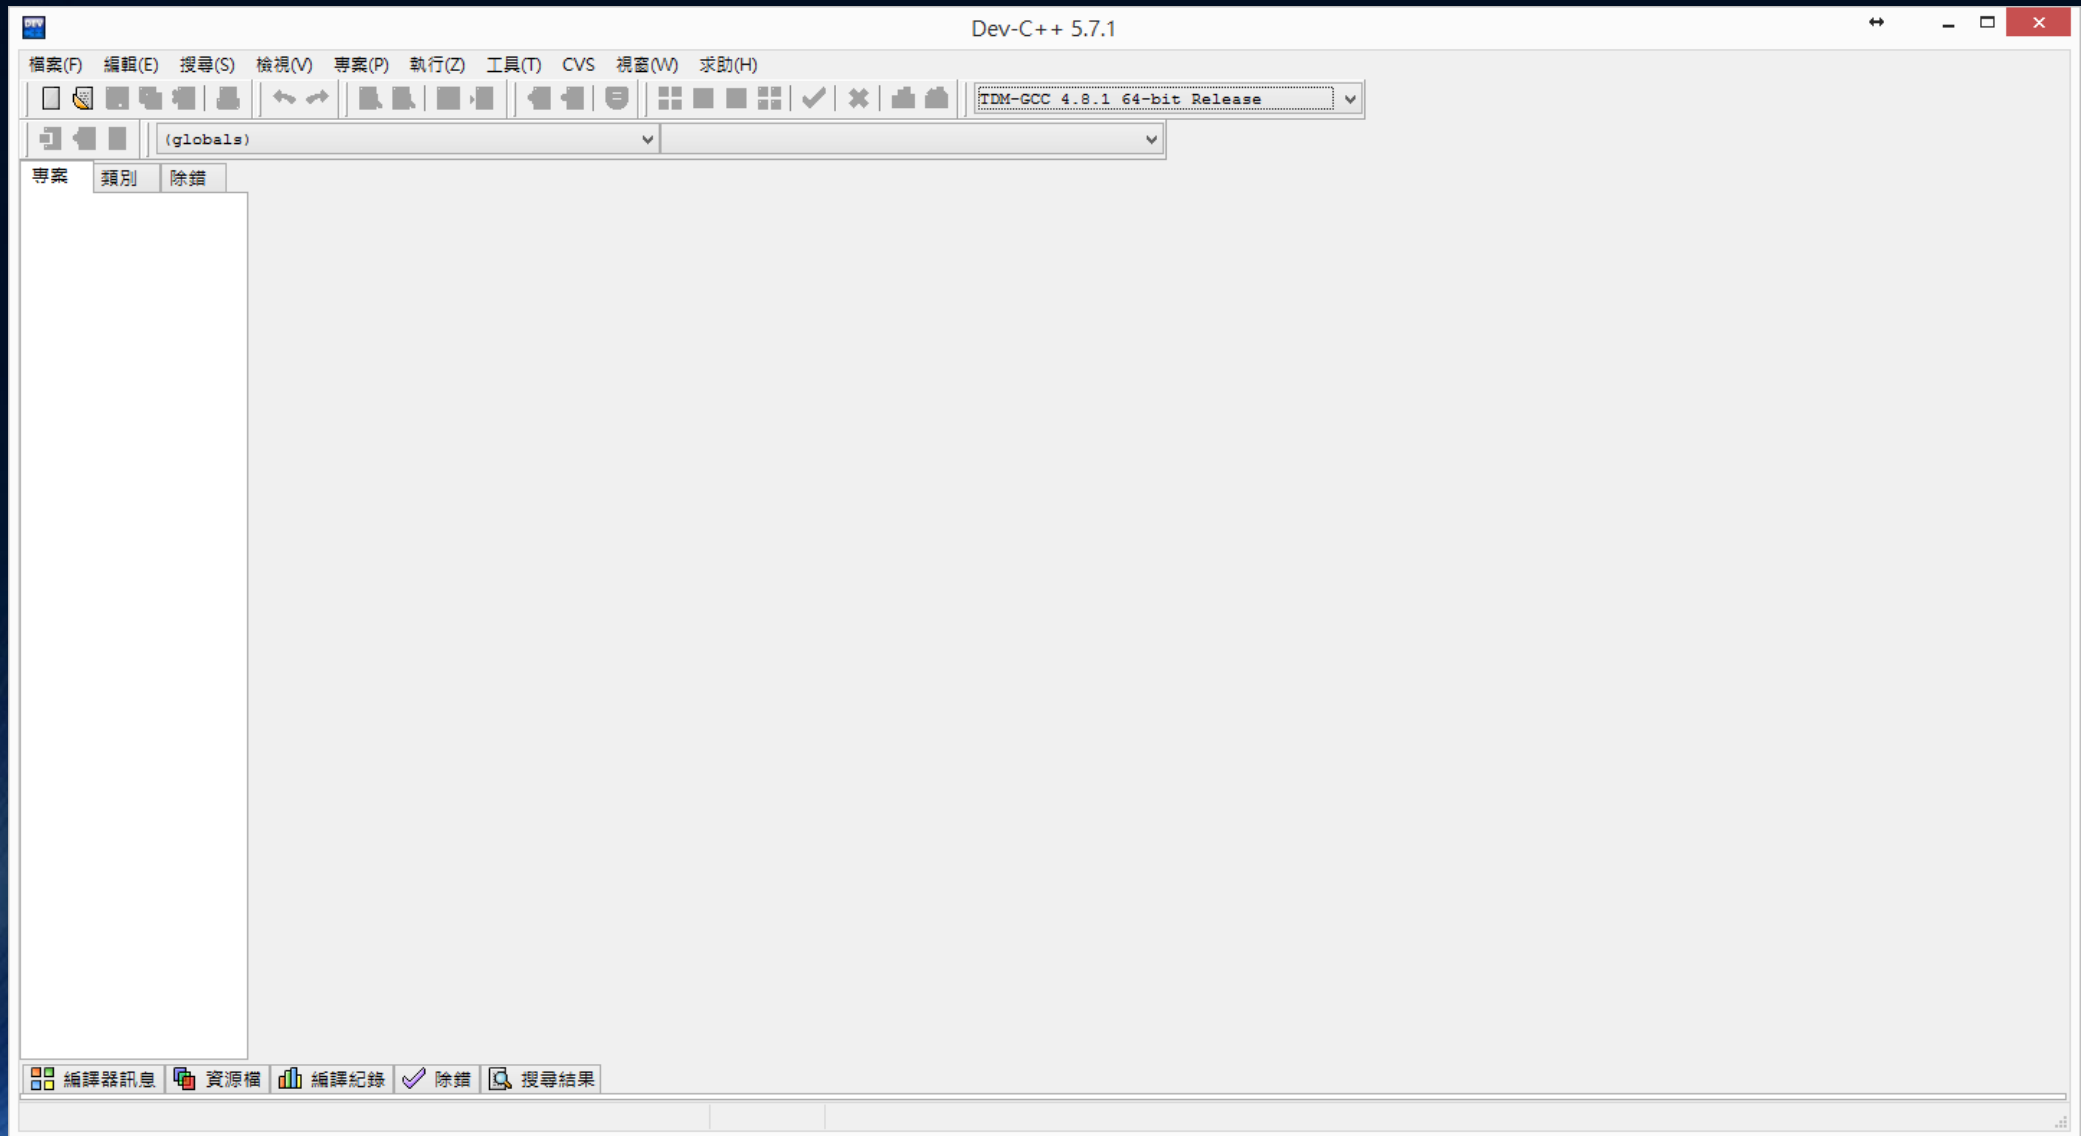 Dev-C++ 5.7.1
檔案(F) 編輯(E) 搜尋(S) 檢視(V) 專案(P) 執行(Z) 工具(T) CVS 視窗(W) 求助(H)
TDM-GCC 4.8.1 64-bit Release
(globals)
專案 類別 除錯
編譯器訊息 資源檔 編譯紀錄 除錯 搜尋結果